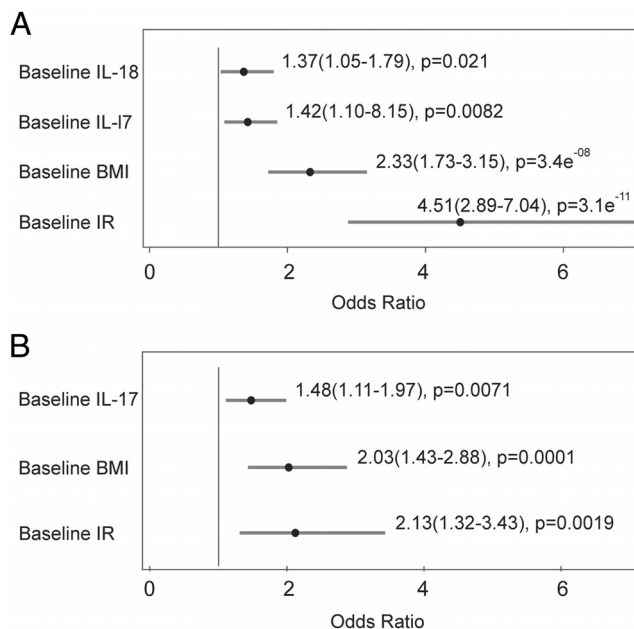 A
Baseline IL-18 1.37(1.05-1.79), p=0.021
Baseline IL-l7 1.42(1.10-8.15), p=0.0082
Baseline BMI 2.33(1.73-3.15), p=3.4e-08
Baseline IR 4.51(2.89-7.04), p=3.1e-11
0 2 4 6
Odds Ratio
B
Baseline IL-17 1.48(1.11-1.97), p=0.0071
Baseline BMI 2.03(1.43-2.88), p=0.0001
Baseline IR 2.13(1.32-3.43), p=0.0019
0 2 4 6
Odds Ratio